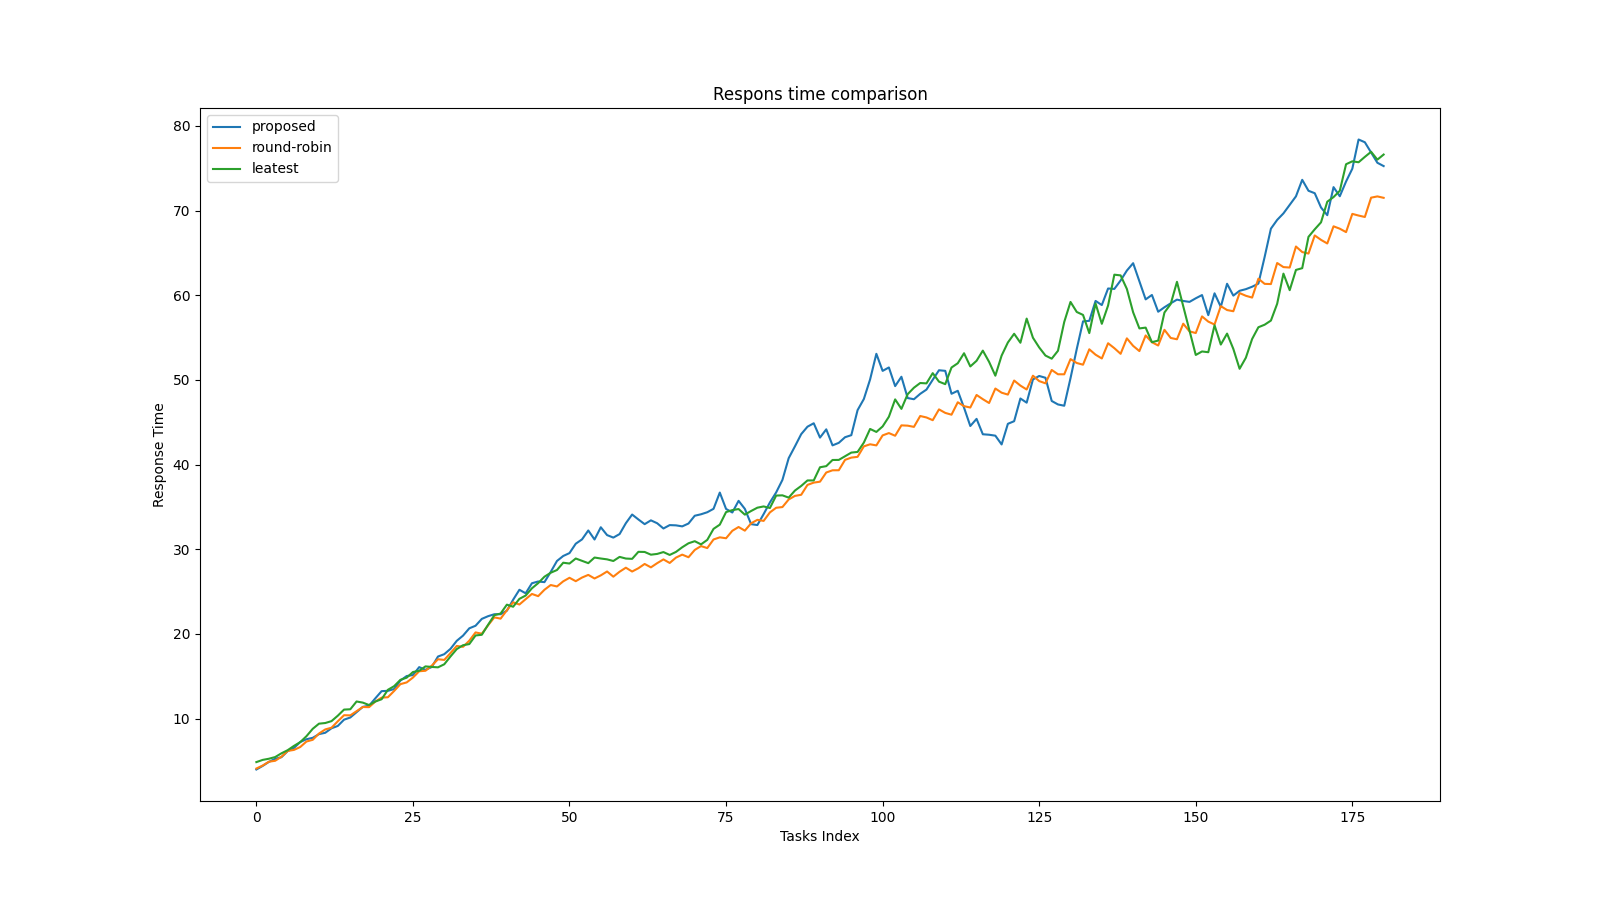 Respons time comparison
proposed
round-robin
leatest
80
70
60
50
40
30
20
10
Response Time
0 25 50 75 100 125 150 175
Tasks Index